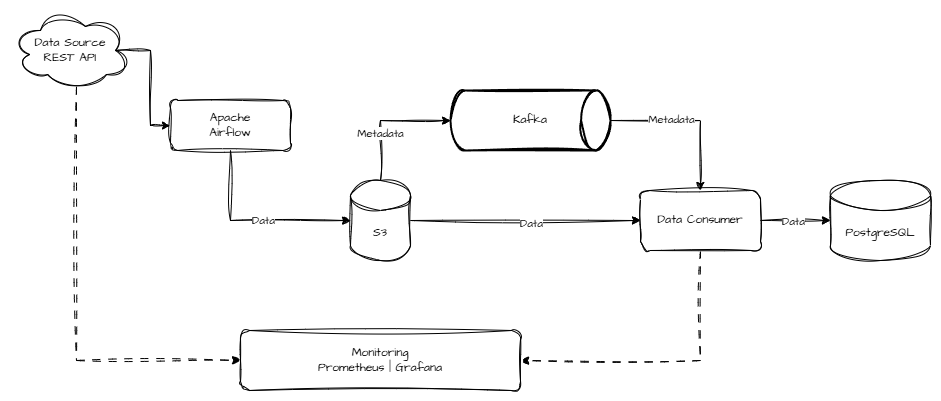 Data Source
REST API
Apache
Airflow
Kafka
Metadata
Metadata
Data
S3
Data
Data Consumer
Data
PostgreSQL
Monitoring
Prometheus | Grafana